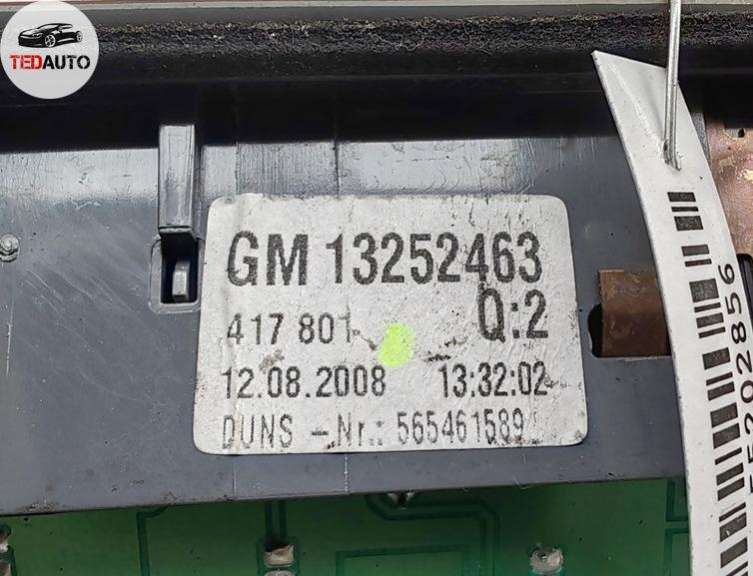 TEDAUTO
GM 13252463
417 801
Q:2
12.08.2008 13:32:02
DUNS -Nr.: 565461589